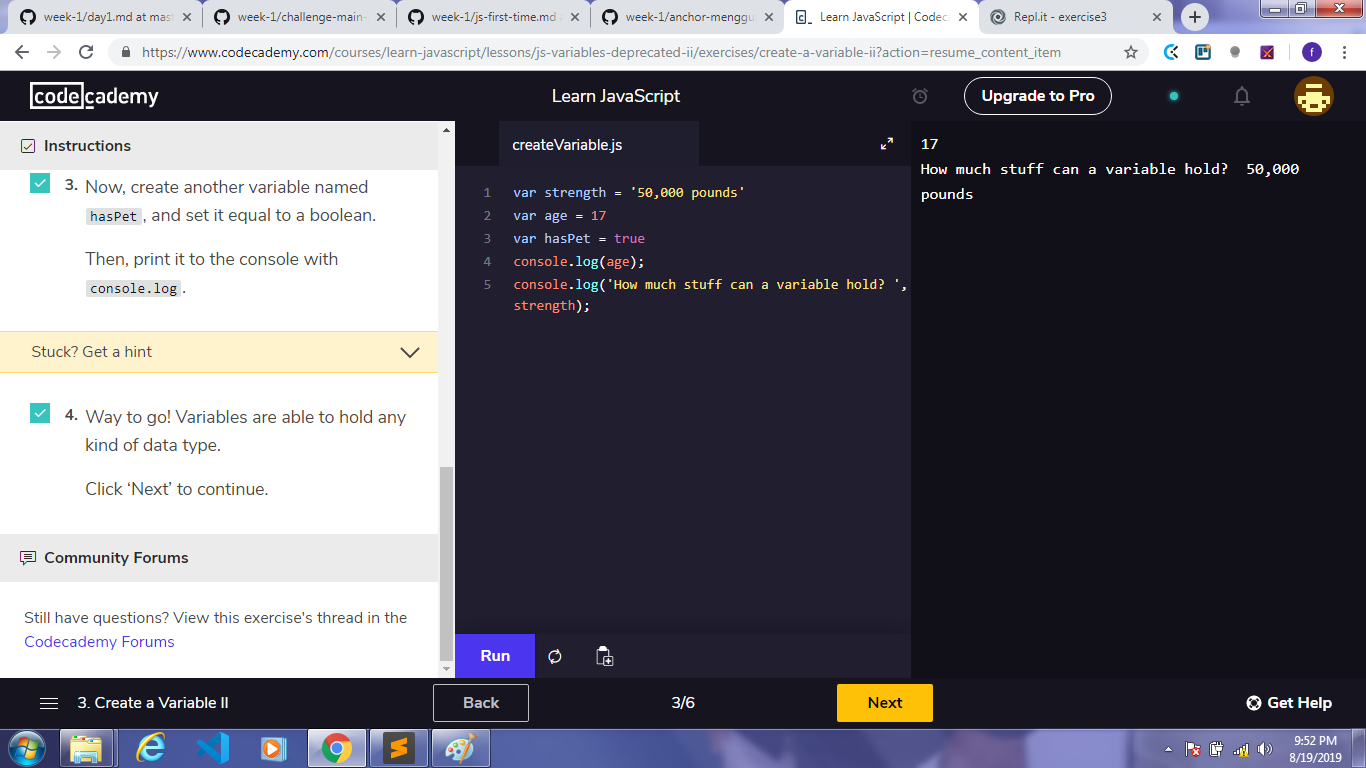 week-1/day1.md at mast
week-1/challenge-main-
week-1/js-first-time.md
week-1/anchor-menggu
Learn JavaScript | Codec
Repl.it - exercise3
https://www.codecademy.com/courses/learn-javascript/lessons/js-variables-deprecated-ii/exercises/create-a-variable-ii?action=resume_content_item
f
codecademy
Learn JavaScript
Upgrade to Pro
Instructions
3. Now, create another variable named
hasPet, and set it equal to a boolean.
Then, print it to the console with
console.log.
Stuck? Get a hint
4. Way to go! Variables are able to hold any
kind of data type.
Click ‘Next’ to continue.
Community Forums
Still have questions? View this exercise's thread in the
Codecademy Forums
createVariable.js
1 var strength = '50,000 pounds'
2 var age = 17
3 var hasPet = true
4 console.log(age);
5 console.log('How much stuff can a variable hold? ',
strength);
Run
17
How much stuff can a variable hold?  50,000
pounds
3. Create a Variable II
Back
3/6
Next
Get Help
9:52 PM
8/19/2019